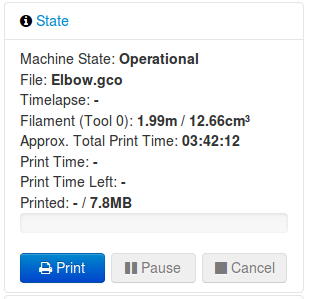 State
Machine State: Operational
File: Elbow.gco
Timelapse: -
Filament (Tool 0): 1.99m / 12.66cm³
Approx. Total Print Time: 03:42:12
Print Time: -
Print Time Left: -
Printed: - / 7.8MB
Print Pause Cancel